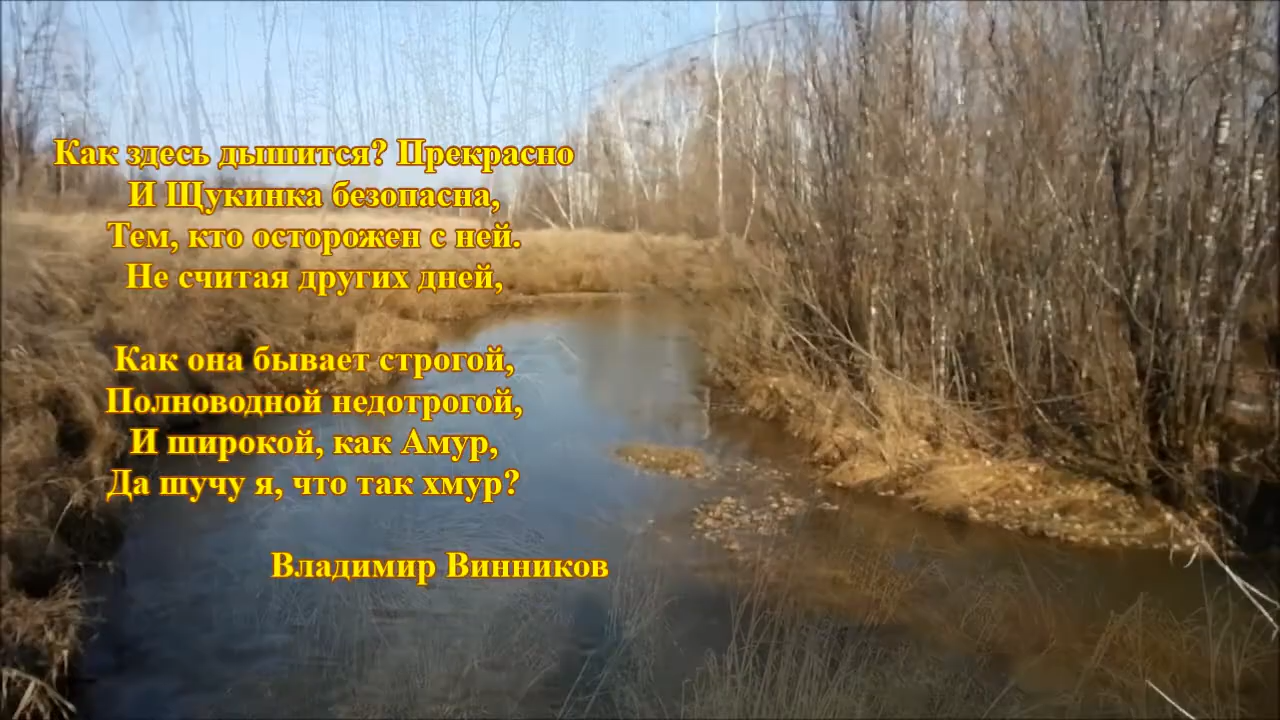 Как здесь дышится? Прекрасно
И Щукинка безопасна,
Тем, кто осторожен с ней.
Не считая других дней,
Как она бывает строгой,
Полноводной недотрогой,
И широкой, как Амур,
Да шучу я, что так хмур?
Владимир Винников